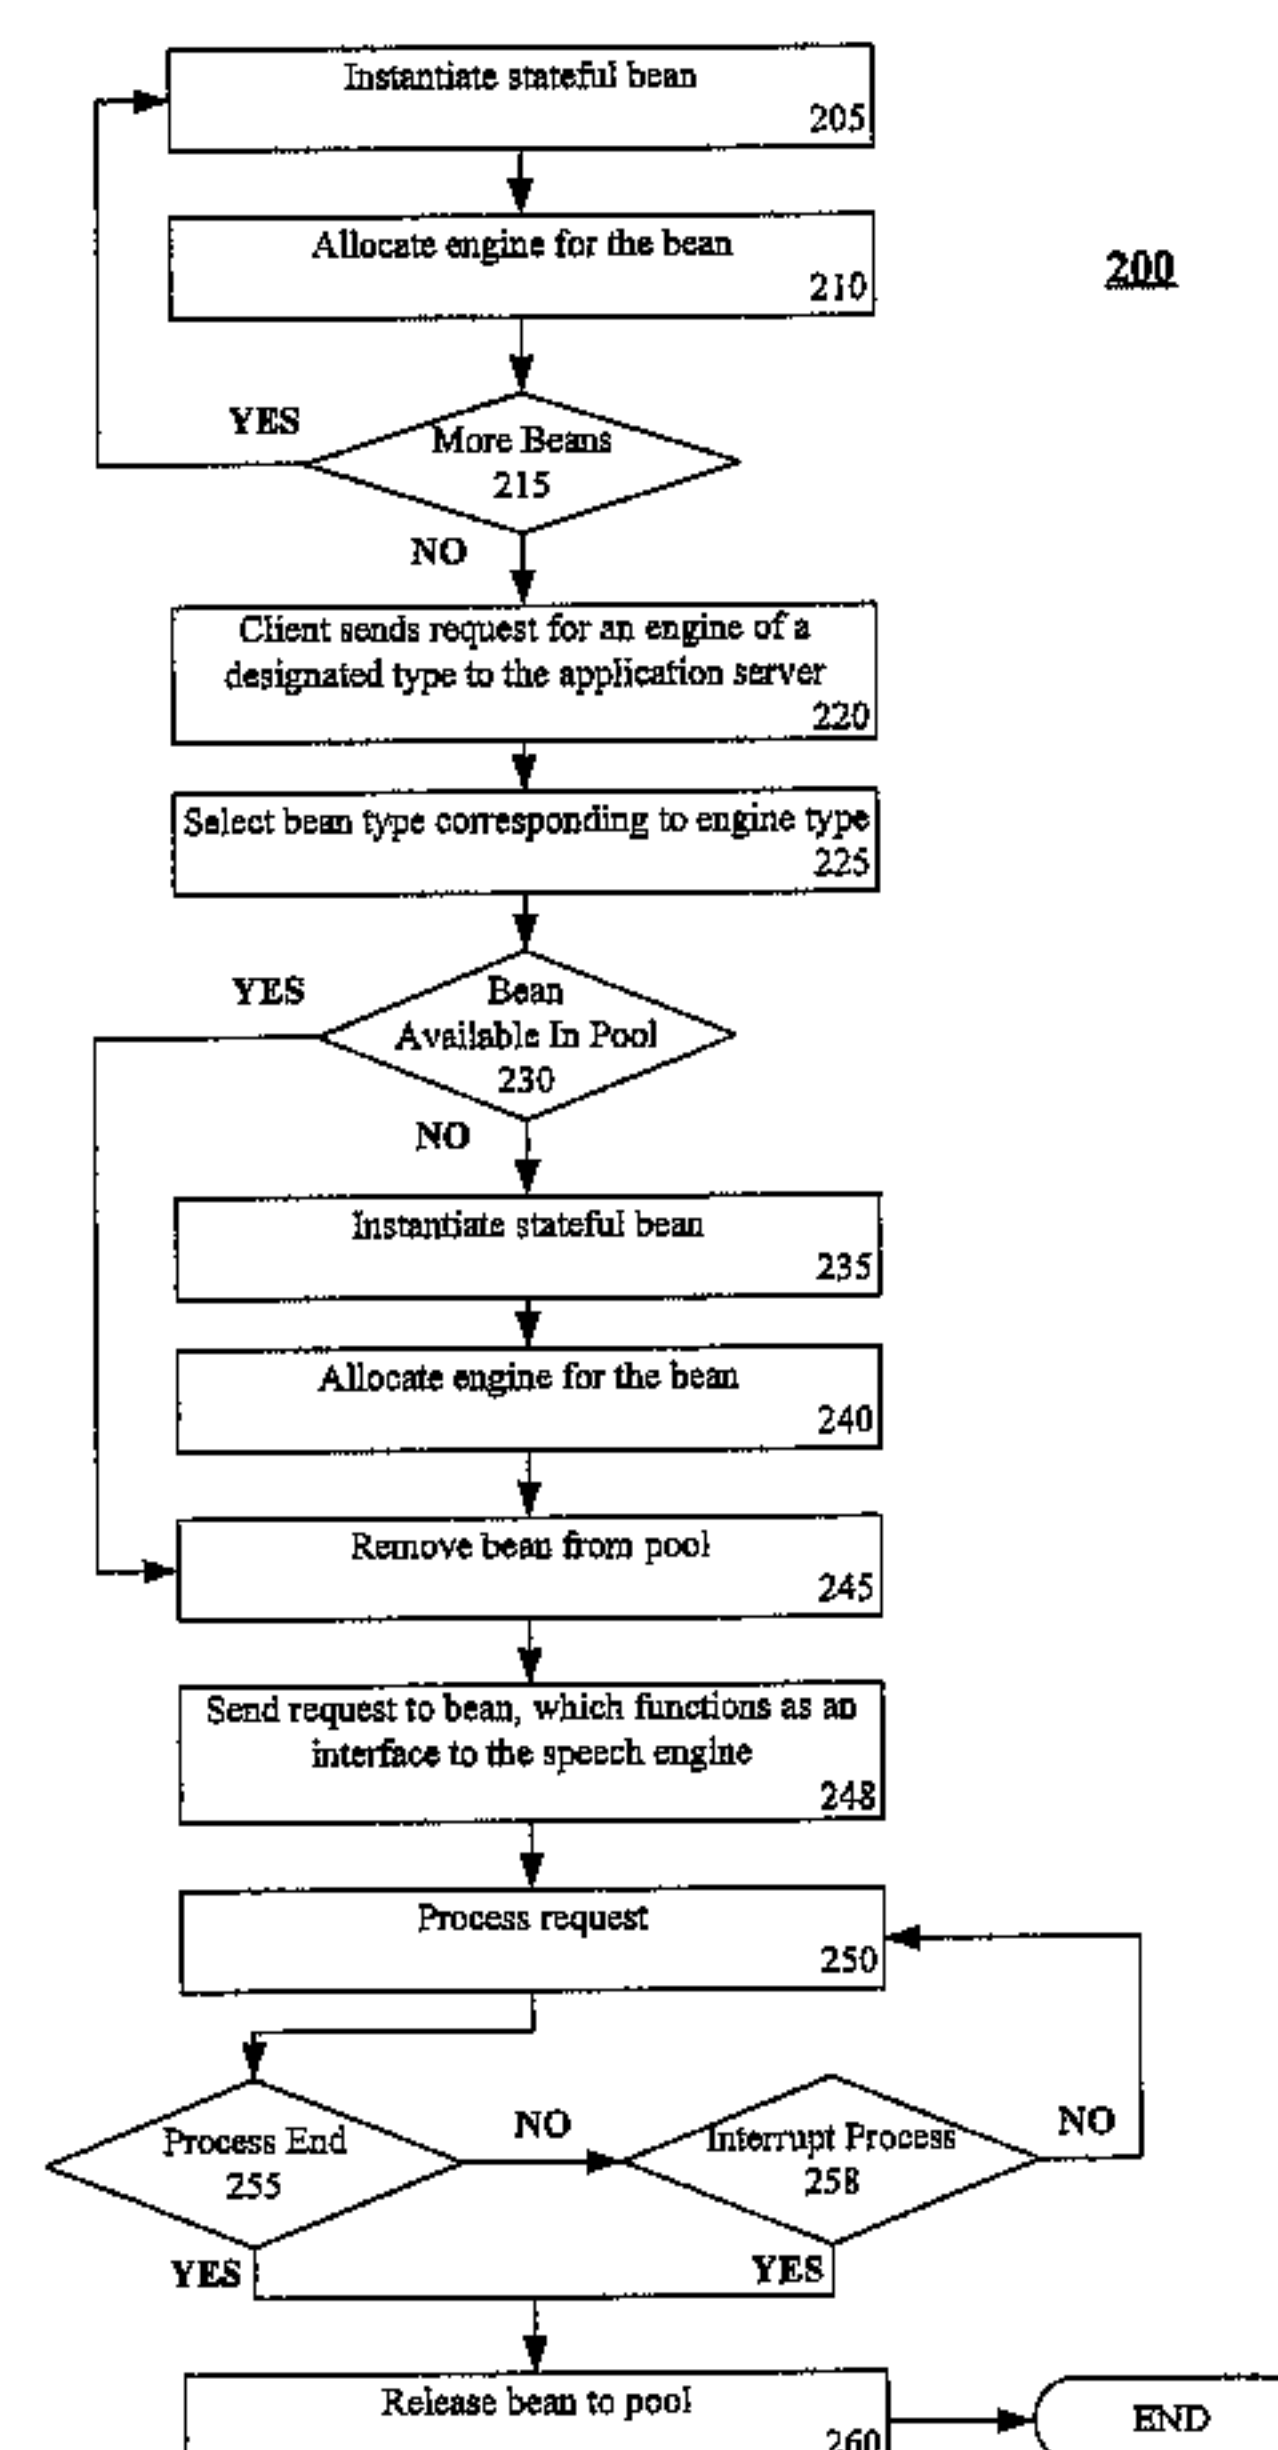 Instantiate stateful bean
205
Allocate engine for the bean
210
200
YES
More Beans
215
NO
Client sends request for an engine of a
designated type to the application server
220
Select bean type corresponding to engine type
225
YES
Bean
Available In Pool
230
NO
Instantiate stateful bean
235
Allocate engine for the bean
240
Remove bean from pool
245
Send request to bean, which functions as an
interface to the speech engine
248
Process request
250
Process End
255
NO
Interrupt Process
258
NO
YES
YES
Release bean to pool
260
END